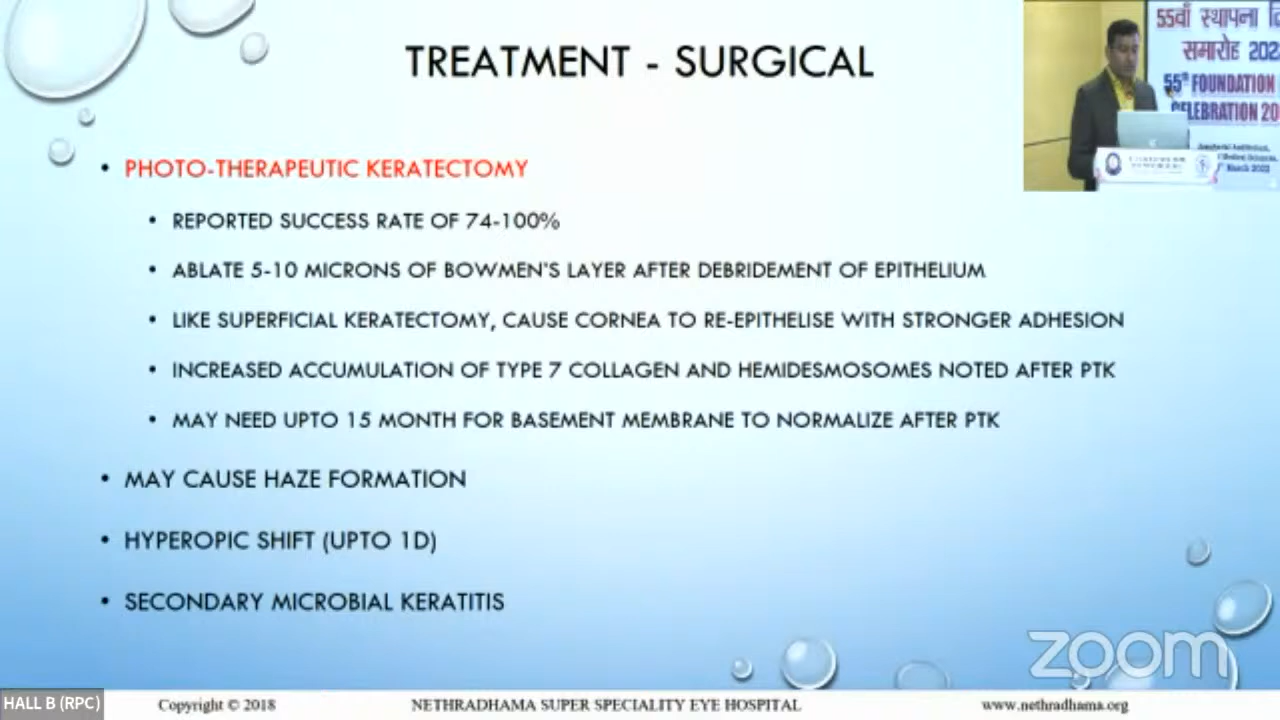 TREATMENT - SURGICAL
• PHOTO-THERAPEUTIC KERATECTOMY
• REPORTED SUCCESS RATE OF 74-100%
• ABLATE 5-10 MICRONS OF BOWMEN'S LAYER AFTER DEBRIDEMENT OF EPITHELIUM
• LIKE SUPERFICIAL KERATECTOMY, CAUSE CORNEA TO RE-EPITHELISE WITH STRONGER ADHESION
• INCREASED ACCUMULATION OF TYPE 7 COLLAGEN AND HEMIDESMOSOMES NOTED AFTER PTK
• MAY NEED UPTO 15 MONTH FOR BASEMENT MEMBRANE TO NORMALIZE AFTER PTK
• MAY CAUSE HAZE FORMATION
• HYPEROPIC SHIFT (UPTO 1D)
• SECONDARY MICROBIAL KERATITIS
55वाँ स्थापना
समारोह 202
55th FOUNDATION
CELEBRATION 20
March 2022
zoom
HALL B (RPC)
Copyright © 2018
NETHRADHAMA SUPER SPECIALITY EYE HOSPITAL
www.nethradhama.org